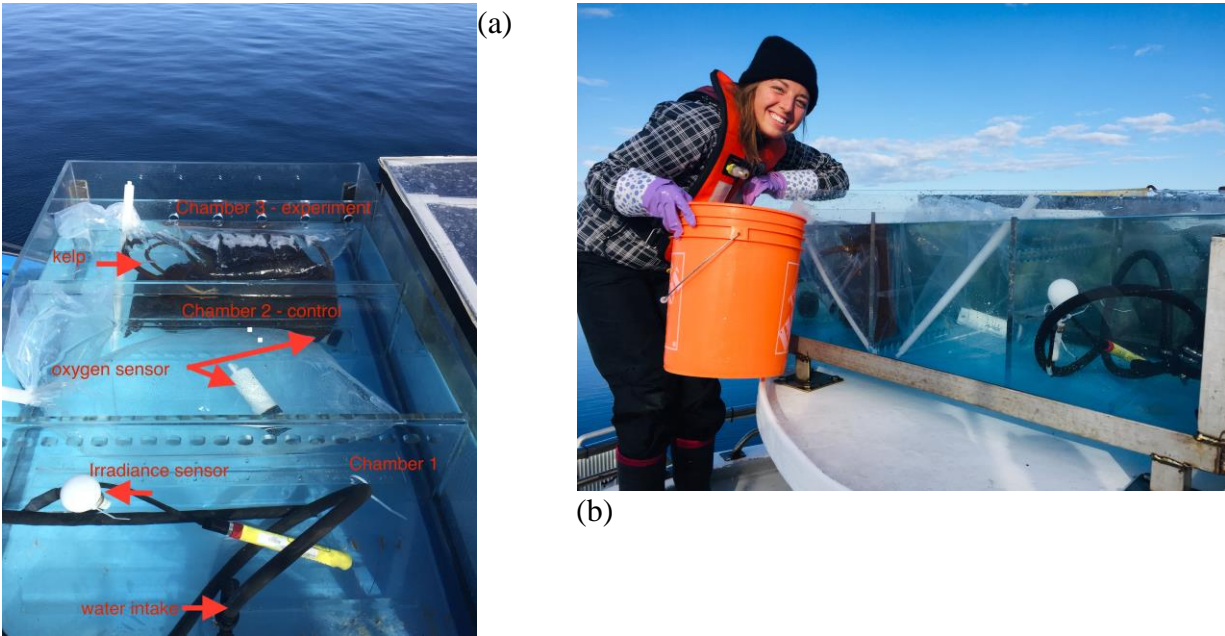 (a)
Chamber 3 - experiment
kelp
Chamber 2 - control
oxygen sensor
Irradiance sensor
Chamber 1
water intake
(b)